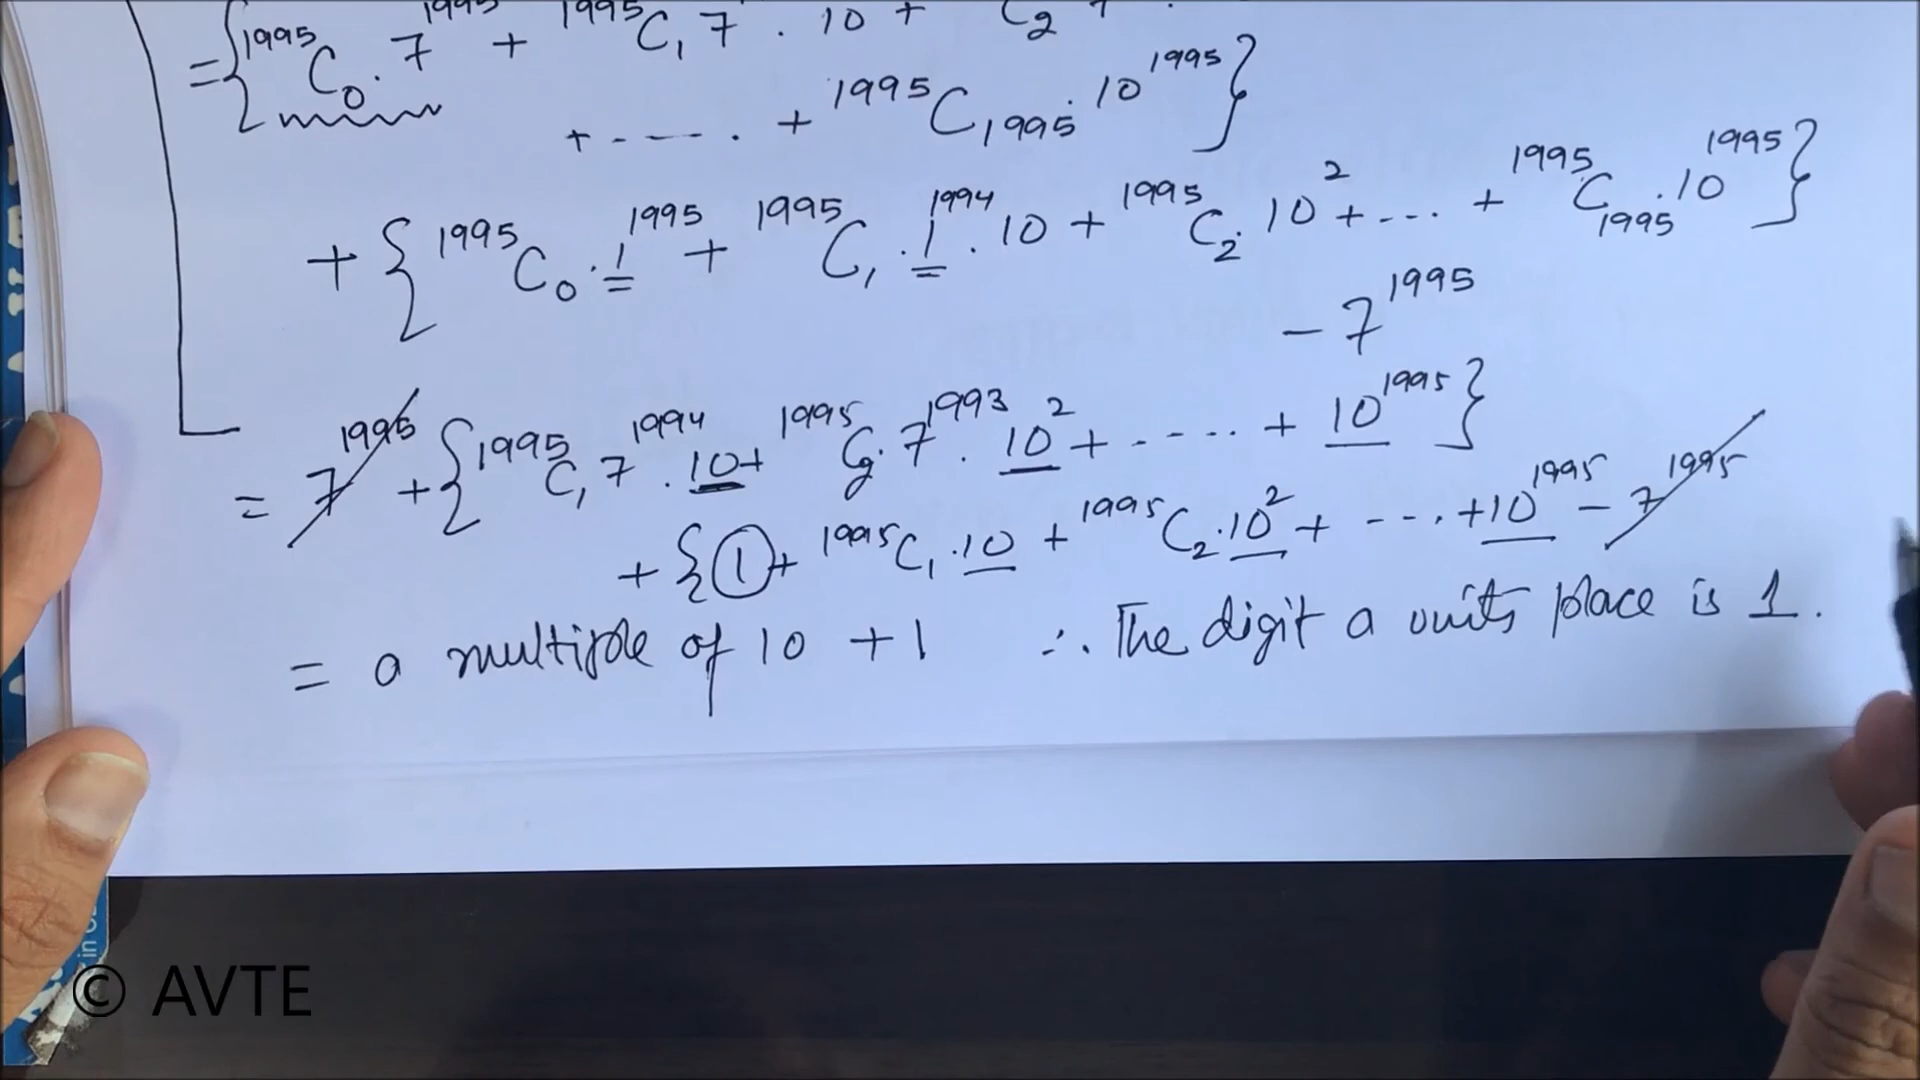 = { ¹⁹⁹⁵C₀ . 7¹⁹⁹⁵ + ¹⁹⁹⁵C₁ 7 . 10 + C₂ 7
+ - - - - . + ¹⁹⁹⁵C₁₉₉₅ . 10¹⁹⁹⁵ }
+ { ¹⁹⁹⁵C₀ . 1¹⁹⁹⁵ + ¹⁹⁹⁵C₁ . 1¹⁹⁹⁴ . 10 + ¹⁹⁹⁵C₂ . 10² + - ... + ¹⁹⁹⁵C₁₉₉₅ . 10¹⁹⁹⁵ }
- 7¹⁹⁹⁵
= 7¹⁹⁹⁵ + { ¹⁹⁹⁵C₁ 7¹⁹⁹⁴ . 10 + ¹⁹⁹⁵C₂ . 7¹⁹⁹³ . 10² + - - - .. + 10¹⁹⁹⁵ }
+ { 1 + ¹⁹⁹⁵C₁ . 10 + ¹⁹⁹⁵C₂ . 10² + - - - . + 10¹⁹⁹⁵ - 7¹⁹⁹⁵
= a multiple of 10 + 1 ∴ The digit a units place is 1.
in
© AVTE